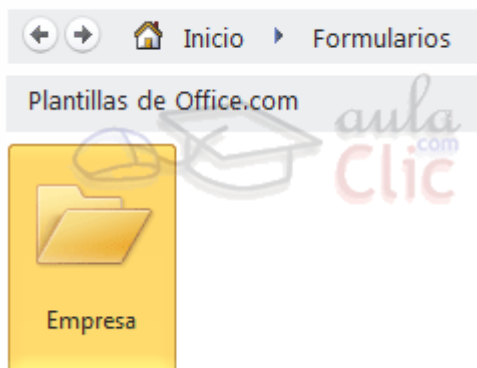 Inicio Formularios
Plantillas de Office.com
aula
.com
Clic
Empresa